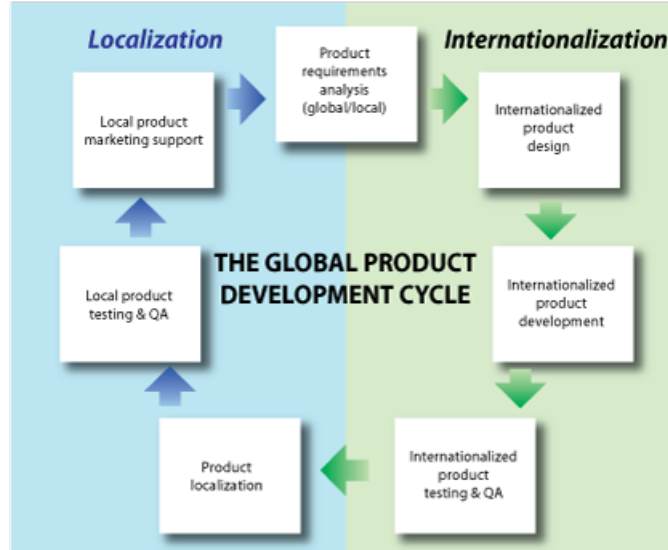 Localization
Internationalization
Product
requirements
analysis
(global/local)
Internationalized
product
design
Internationalized
product
development
Internationalized
product
testing & QA
Product
localization
Local product
testing & QA
Local product
marketing support
THE GLOBAL PRODUCT
DEVELOPMENT CYCLE